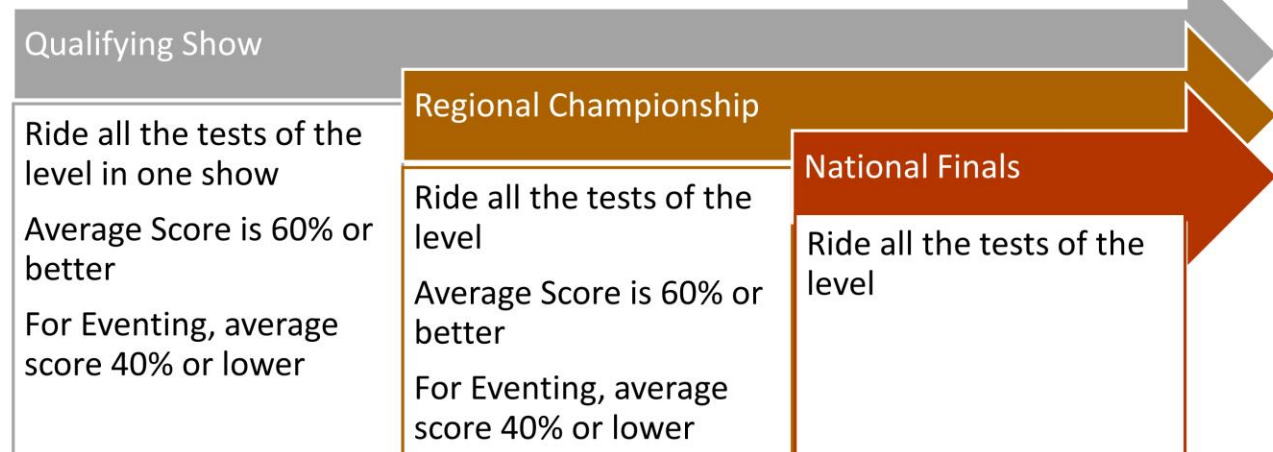 Qualifying Show
Ride all the tests of the
level in one show
Average Score is 60% or
better
For Eventing, average
score 40% or lower
Regional Championship
Ride all the tests of the
level
Average Score is 60% or
better
For Eventing, average
score 40% or lower
National Finals
Ride all the tests of the
level